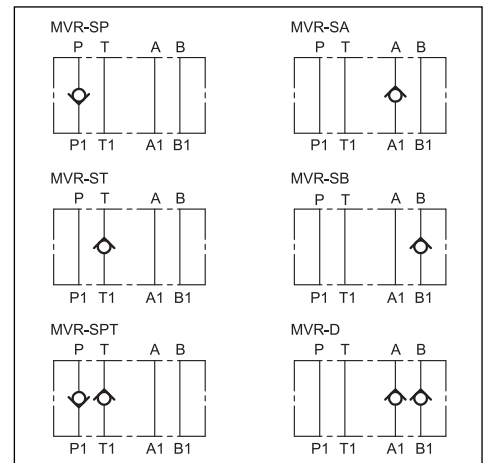 MVR-SP
P T A B
P1 T1 A1 B1
MVR-SA
P T A B
P1 T1 A1 B1
MVR-ST
P T A B
P1 T1 A1 B1
MVR-SB
P T A B
P1 T1 A1 B1
MVR-SPT
P T A B
P1 T1 A1 B1
MVR-D
P T A B
P1 T1 A1 B1